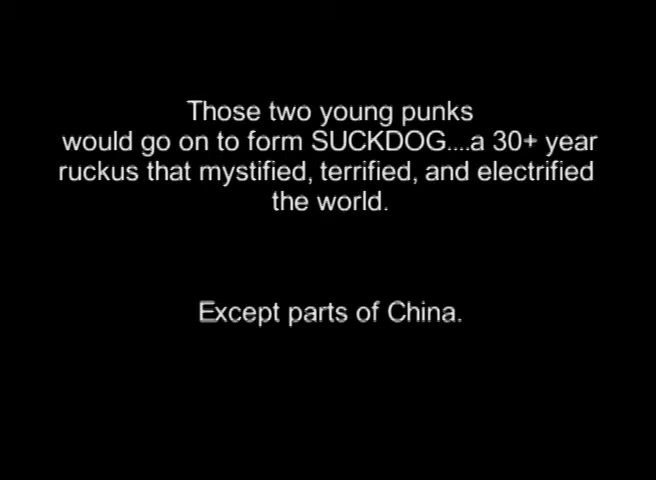 Those two young punks
would go on to form SUCKDOG....a 30+ year
ruckus that mystified, terrified, and electrified
the world.
Except parts of China.